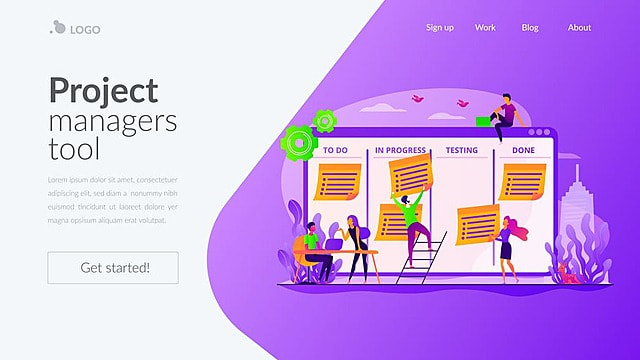 LOGO
Sign up Work Blog About
Project
managers
tool
Lorem ipsum dolor sit amet, consectetuer
adipiscing elit, sed diam nonummy nibh
euismod tincidunt ut laoreet dolore yer
magna opsumtum aliquam erat volutpat.
Get started!
TO DO IN PROGRESS TESTING DONE